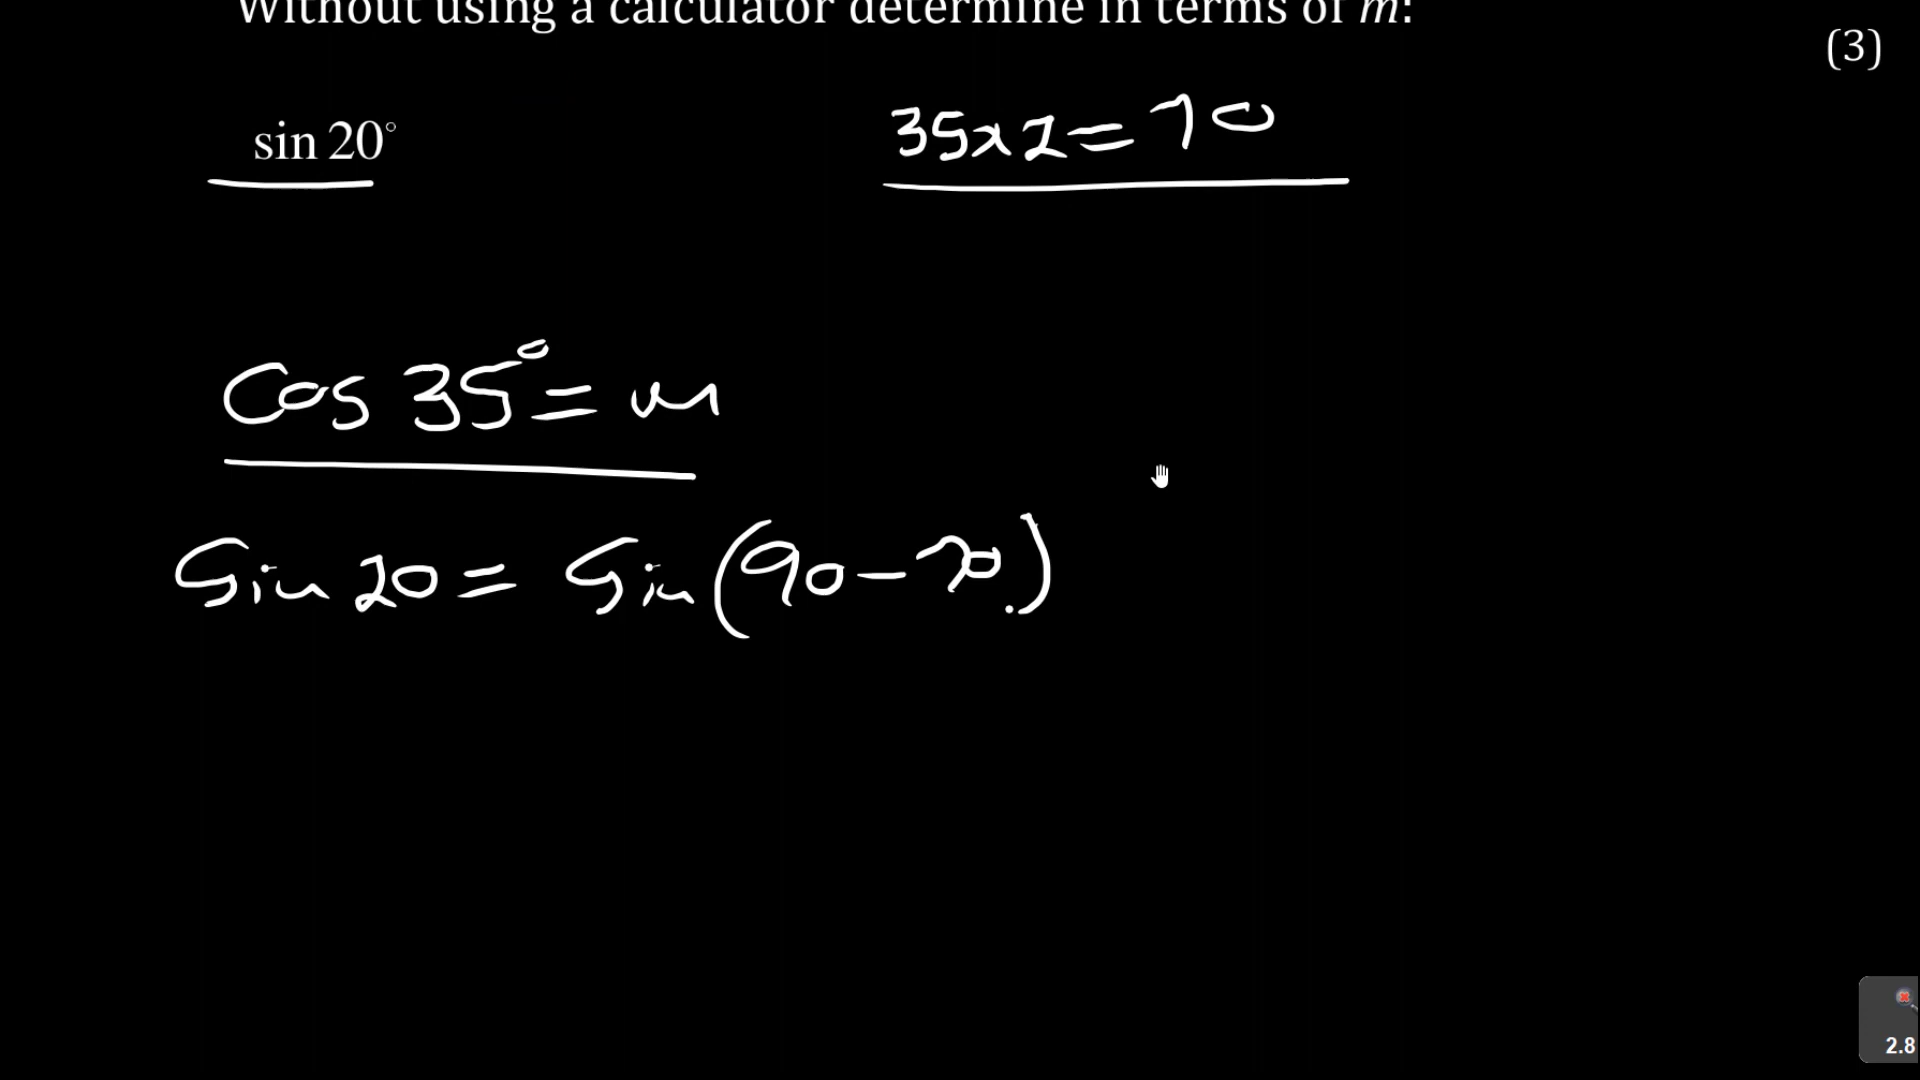 Without using a calculator determine in terms of m:
(3)
sin 20°
35x2=70
Cos 35°=m
Sin 20 = Sin(90-70)
2.8